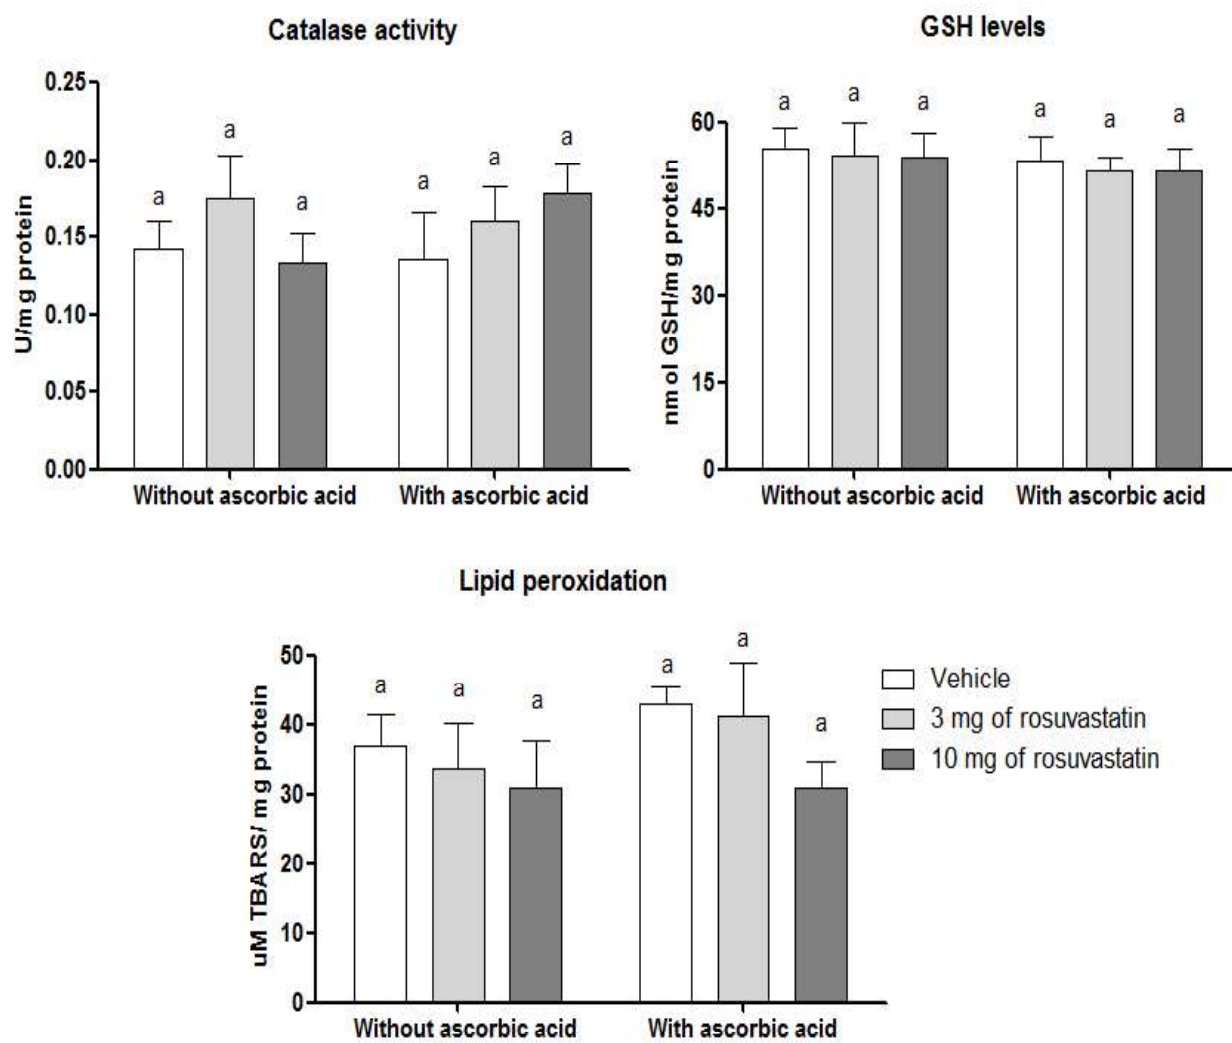 Catalase activity
U/mg protein
0.25
0.20
0.15
0.10
0.05
0.00
a
a
a
a
a
a
Without ascorbic acid
With ascorbic acid
GSH levels
nmol GSH/mg protein
60
45
30
15
0
a
a
a
a
a
a
Without ascorbic acid
With ascorbic acid
Lipid peroxidation
uM TBARS/ mg protein
50
40
30
20
10
0
a
a
a
a
a
a
Without ascorbic acid
With ascorbic acid
Vehicle
3 mg of rosuvastatin
10 mg of rosuvastatin